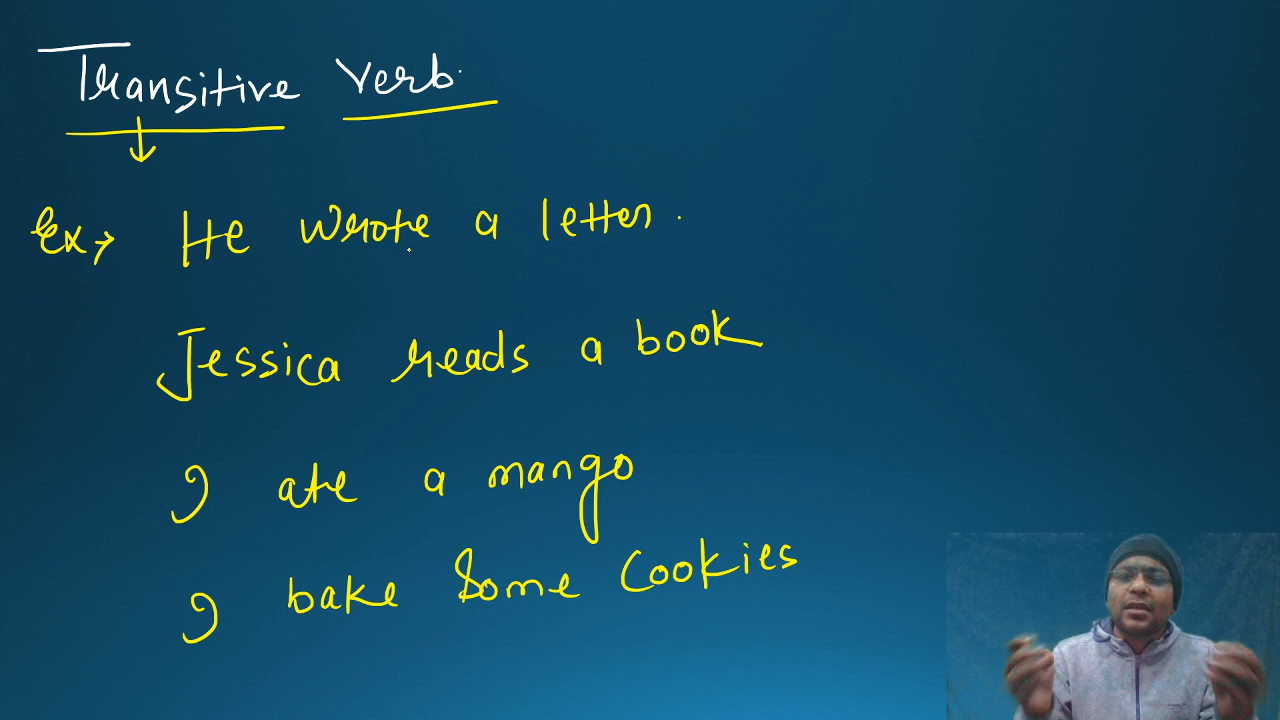 Transitive Verb.
Ex→ He wrote a letter.
Jessica reads a book
I ate a mango
I bake Some Cookies